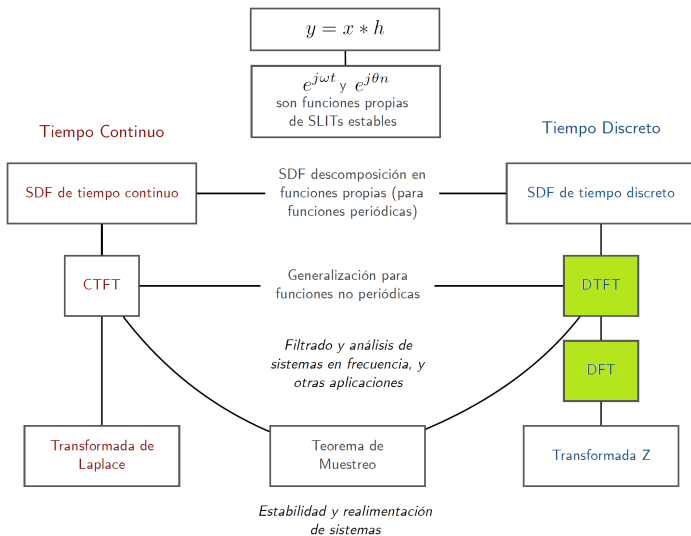 y = x ∗ h
e^{jωt} y e^{jθn}
son funciones propias
de SLITs estables
Tiempo Continuo
Tiempo Discreto
SDF de tiempo continuo
SDF descomposición en
funciones propias (para
funciones periódicas)
SDF de tiempo discreto
CTFT
Generalización para
funciones no periódicas
DTFT
Filtrado y análisis de
sistemas en frecuencia, y
otras aplicaciones
DFT
Transformada de
Laplace
Teorema de
Muestreo
Transformada Z
Estabilidad y realimentación
de sistemas